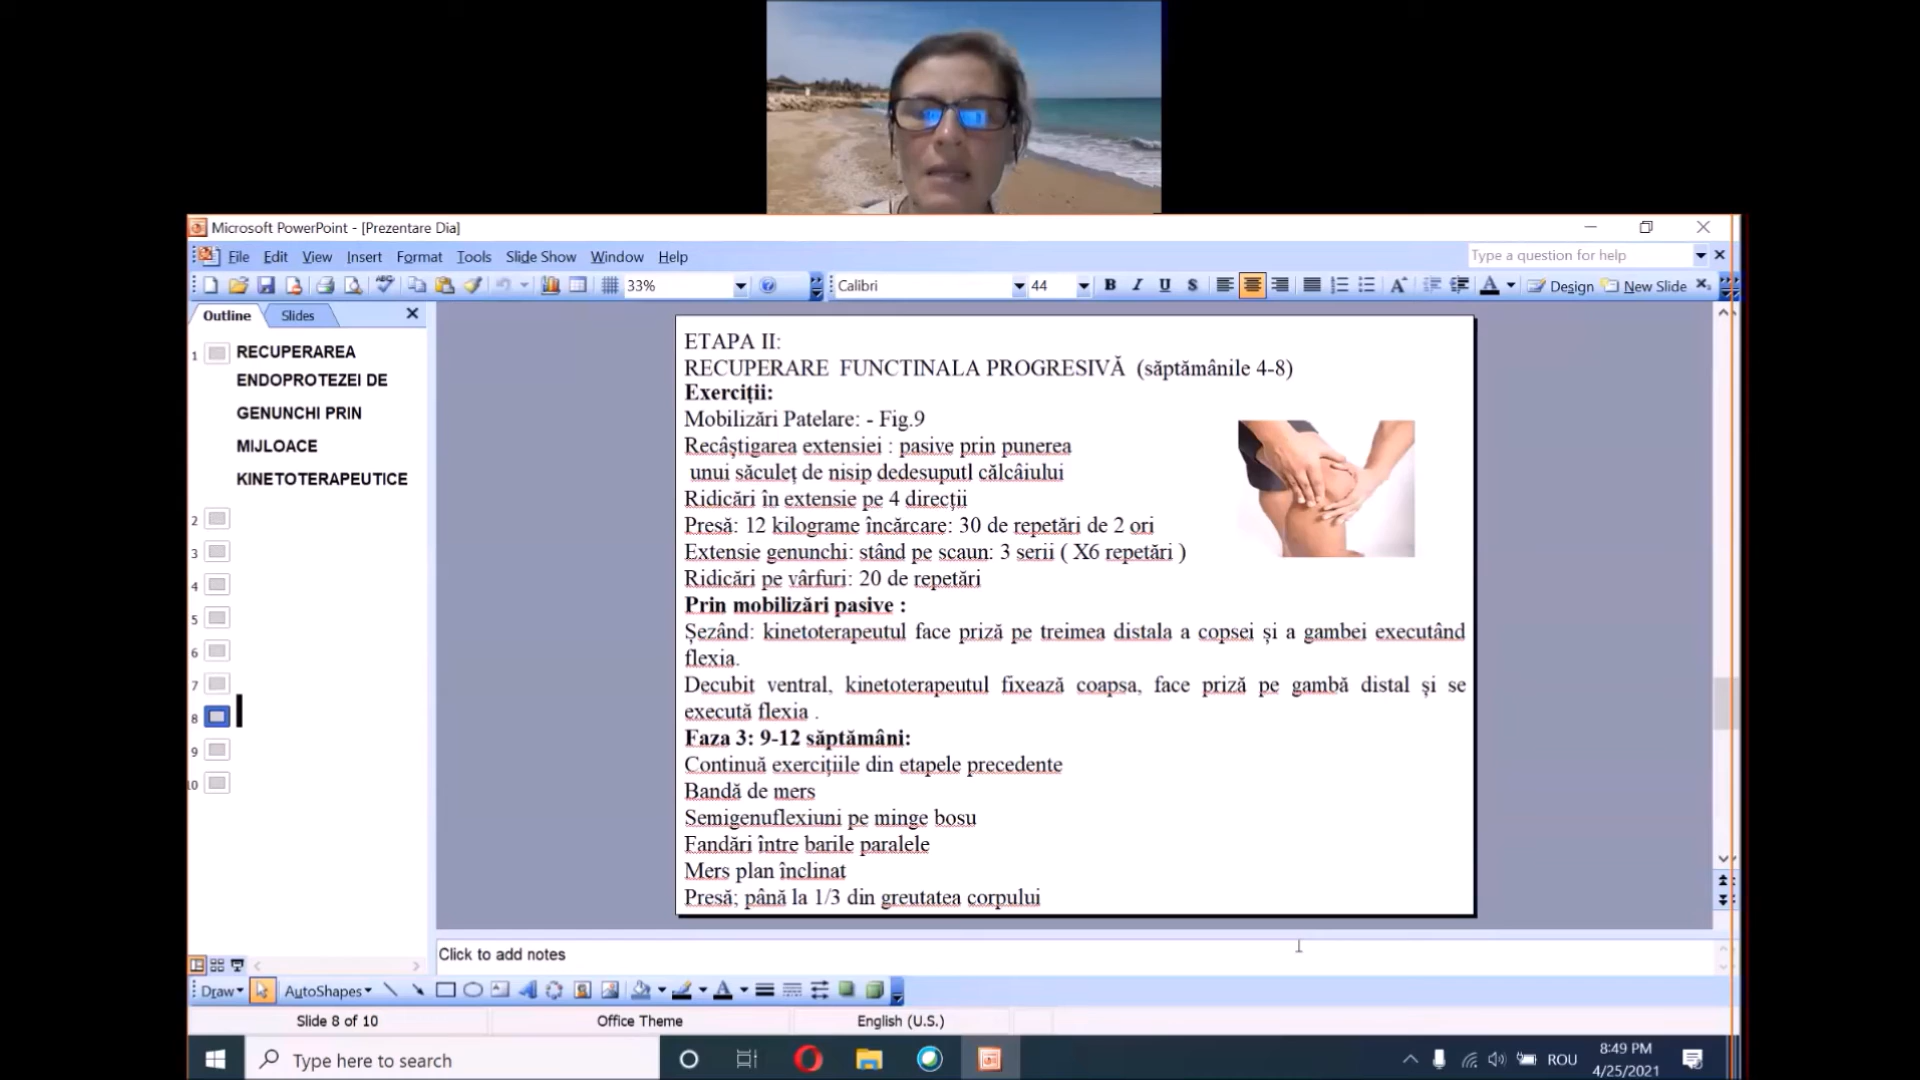 Microsoft PowerPoint - [Prezentare Dia]
File Edit View Insert Format Tools Slide Show Window Help
Type a question for help
33%
Calibri
44
B I U S
Design
New Slide
Outline Slides
1 RECUPERAREA
ENDOPROTEZEI DE
GENUNCHI PRIN
MIJLOACE
KINETOTERAPEUTICE
2
3
4
5
6
7
8
9
10
ETAPA II:
RECUPERARE FUNCTINALA PROGRESIVĂ (săptămânile 4-8)
Exerciții:
Mobilizări Patelare: - Fig.9
Recâștigarea extensiei : pasive prin punerea
unui săculeț de nisip dedesuputl călcâiului
Ridicări în extensie pe 4 direcții
Presă: 12 kilograme încărcare: 30 de repetări de 2 ori
Extensie genunchi: stând pe scaun: 3 serii ( X6 repetări )
Ridicări pe vârfuri: 20 de repetări
Prin mobilizări pasive :
Șezând: kinetoterapeutul face priză pe treimea distala a copsei și a gambei executând
flexia.
Decubit ventral, kinetoterapeutul fixează coapsa, face priză pe gambă distal și se
execută flexia .
Faza 3: 9-12 săptămâni:
Continuă exercițiile din etapele precedente
Bandă de mers
Semigenuflexiuni pe minge bosu
Fandări între barile paralele
Mers plan înclinat
Presă; până la 1/3 din greutatea corpului
Click to add notes
Draw AutoShapes
Slide 8 of 10
Office Theme
English (U.S.)
Type here to search
ROU
8:49 PM
4/25/2021